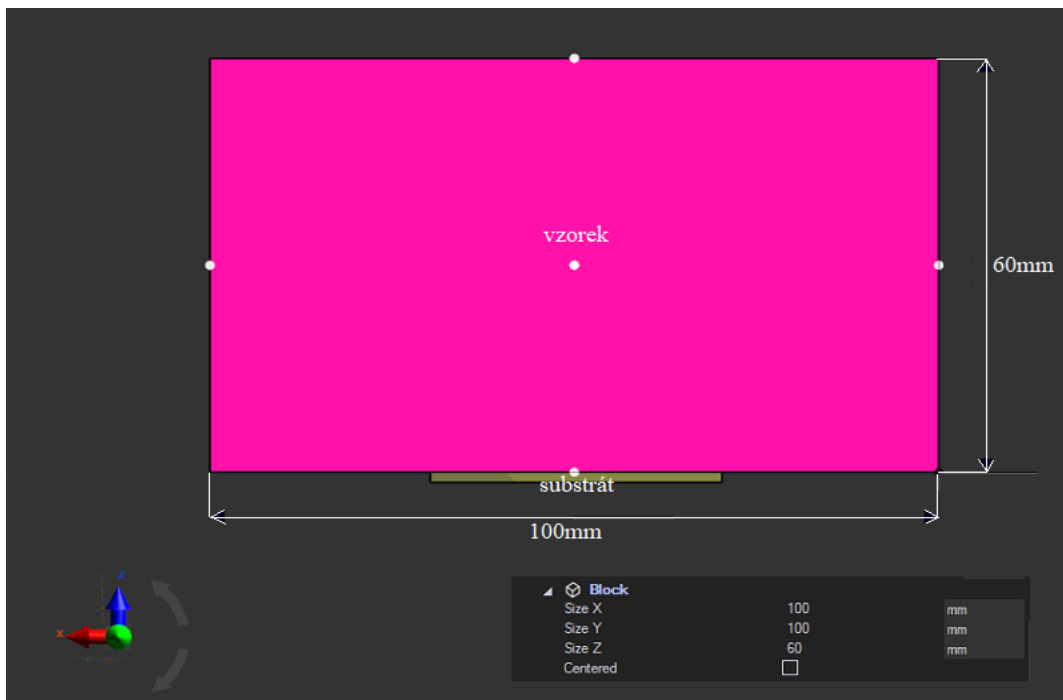 vzorek
60mm
substrát
100mm
z
x
Block
Size X 100 mm
Size Y 100 mm
Size Z 60 mm
Centered